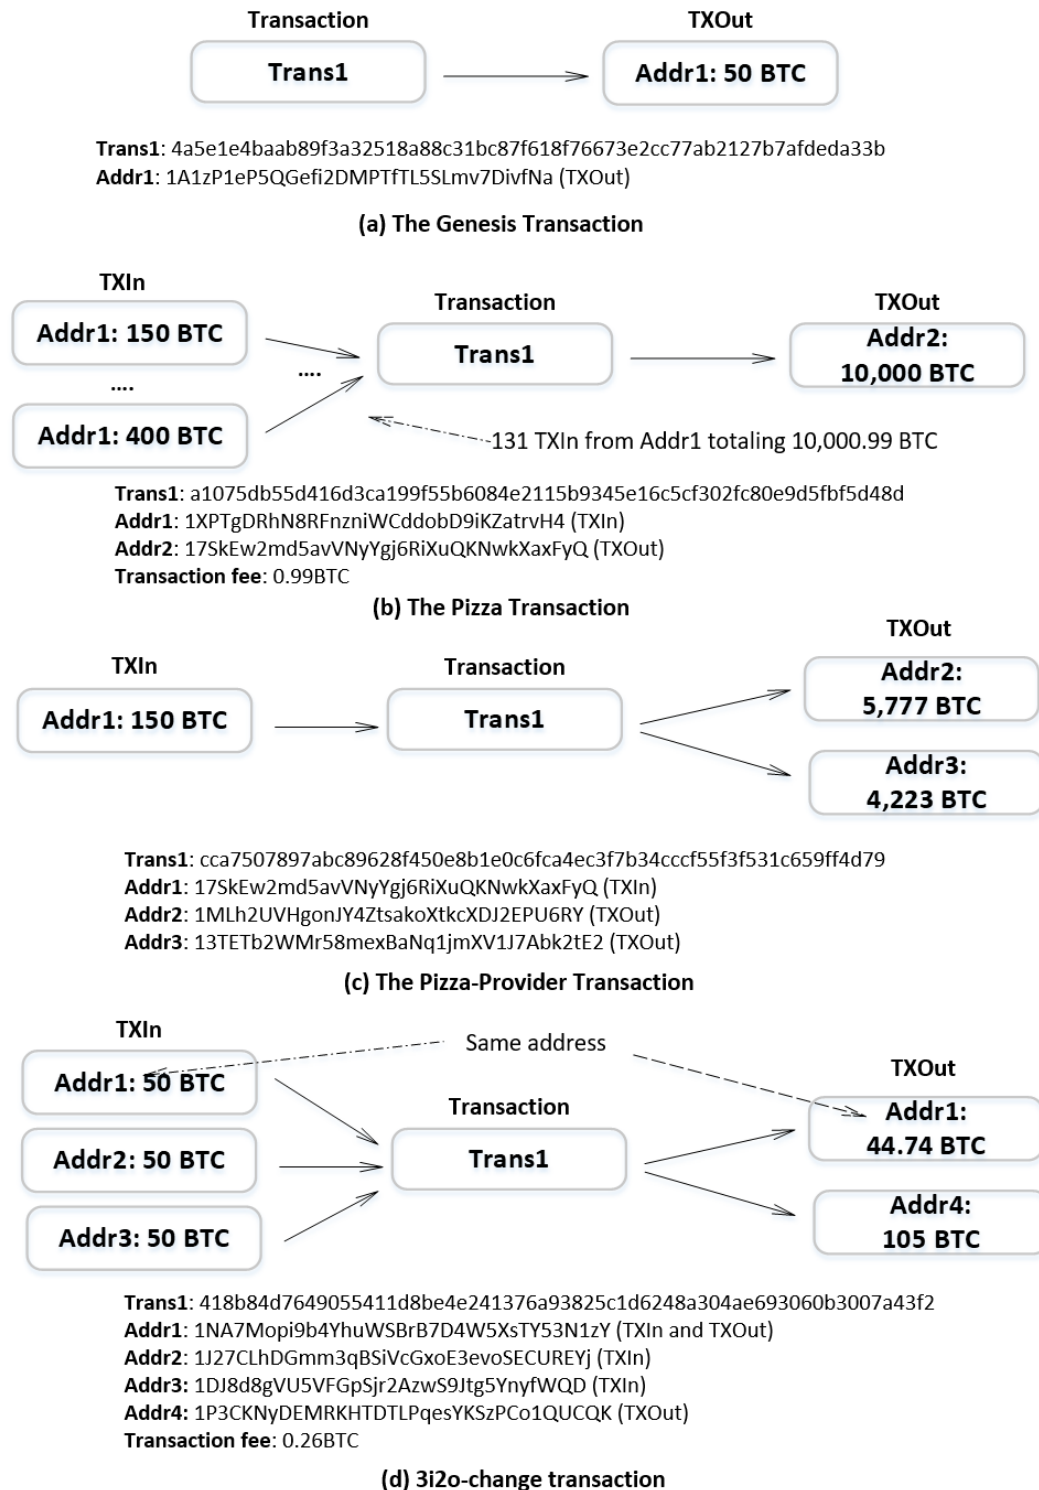 Transaction
TXOut
Trans1
Addr1: 50 BTC
Trans1: 4a5e1e4baab89f3a32518a88c31bc87f618f76673e2cc77ab2127b7afdeda33b
Addr1: 1A1zP1eP5QGefi2DMPTfTL5SLmv7DivfNa (TXOut)
(a) The Genesis Transaction
TXIn
Transaction
TXOut
Addr1: 150 BTC
Trans1
Addr2:
10,000 BTC
....
....
Addr1: 400 BTC
131 TXIn from Addr1 totaling 10,000.99 BTC
Trans1: a1075db55d416d3ca199f55b6084e2115b9345e16c5cf302fc80e9d5fbf5d48d
Addr1: 1XPTgDRhN8RFnzniWCddobD9iKZatrvH4 (TXIn)
Addr2: 17SkEw2md5avVNyYgj6RiXuQKNwkXaxFyQ (TXOut)
Transaction fee: 0.99BTC
(b) The Pizza Transaction
TXOut
TXIn
Transaction
Addr2:
5,777 BTC
Addr1: 150 BTC
Trans1
Addr3:
4,223 BTC
Trans1: cca7507897abc89628f450e8b1e0c6fca4ec3f7b34cccf55f3f531c659ff4d79
Addr1: 17SkEw2md5avVNyYgj6RiXuQKNwkXaxFyQ (TXIn)
Addr2: 1MLh2UVHgonJY4ZtsakoXtkcXDJ2EPU6RY (TXOut)
Addr3: 13TETb2WMr58mexBaNq1jmXV1J7Abk2tE2 (TXOut)
(c) The Pizza-Provider Transaction
TXIn
Same address
TXOut
Addr1: 50 BTC
Transaction
Addr1:
44.74 BTC
Addr2: 50 BTC
Trans1
Addr3: 50 BTC
Addr4:
105 BTC
Trans1: 418b84d7649055411d8be4e241376a93825c1d6248a304ae693060b3007a43f2
Addr1: 1NA7Mopi9b4YhuWSBrB7D4W5XsTY53N1zY (TXIn and TXOut)
Addr2: 1J27CLhDGmm3qBSiVcGxoE3evoSECUREYj (TXIn)
Addr3: 1DJ8d8gVU5VFGpSjr2AzwS9Jtg5YnyfWQD (TXIn)
Addr4: 1P3CKNyDEMRKHTDTLPqesYKSzPCo1QUCQK (TXOut)
Transaction fee: 0.26BTC
(d) 3i2o-change transaction